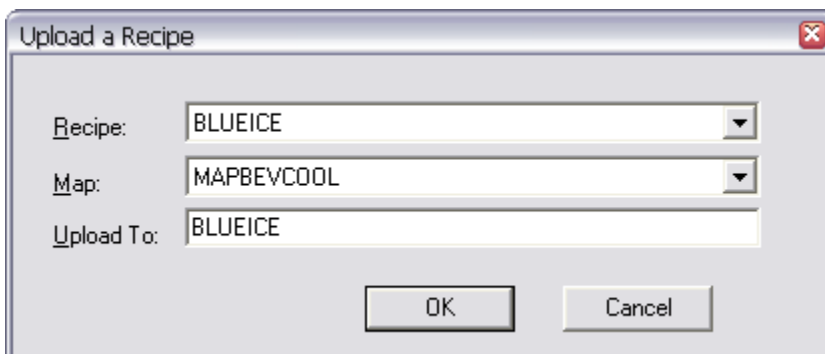 Upload a Recipe
Recipe: BLUEICE
Map: MAPBEVCOOL
Upload To: BLUEICE
OK Cancel